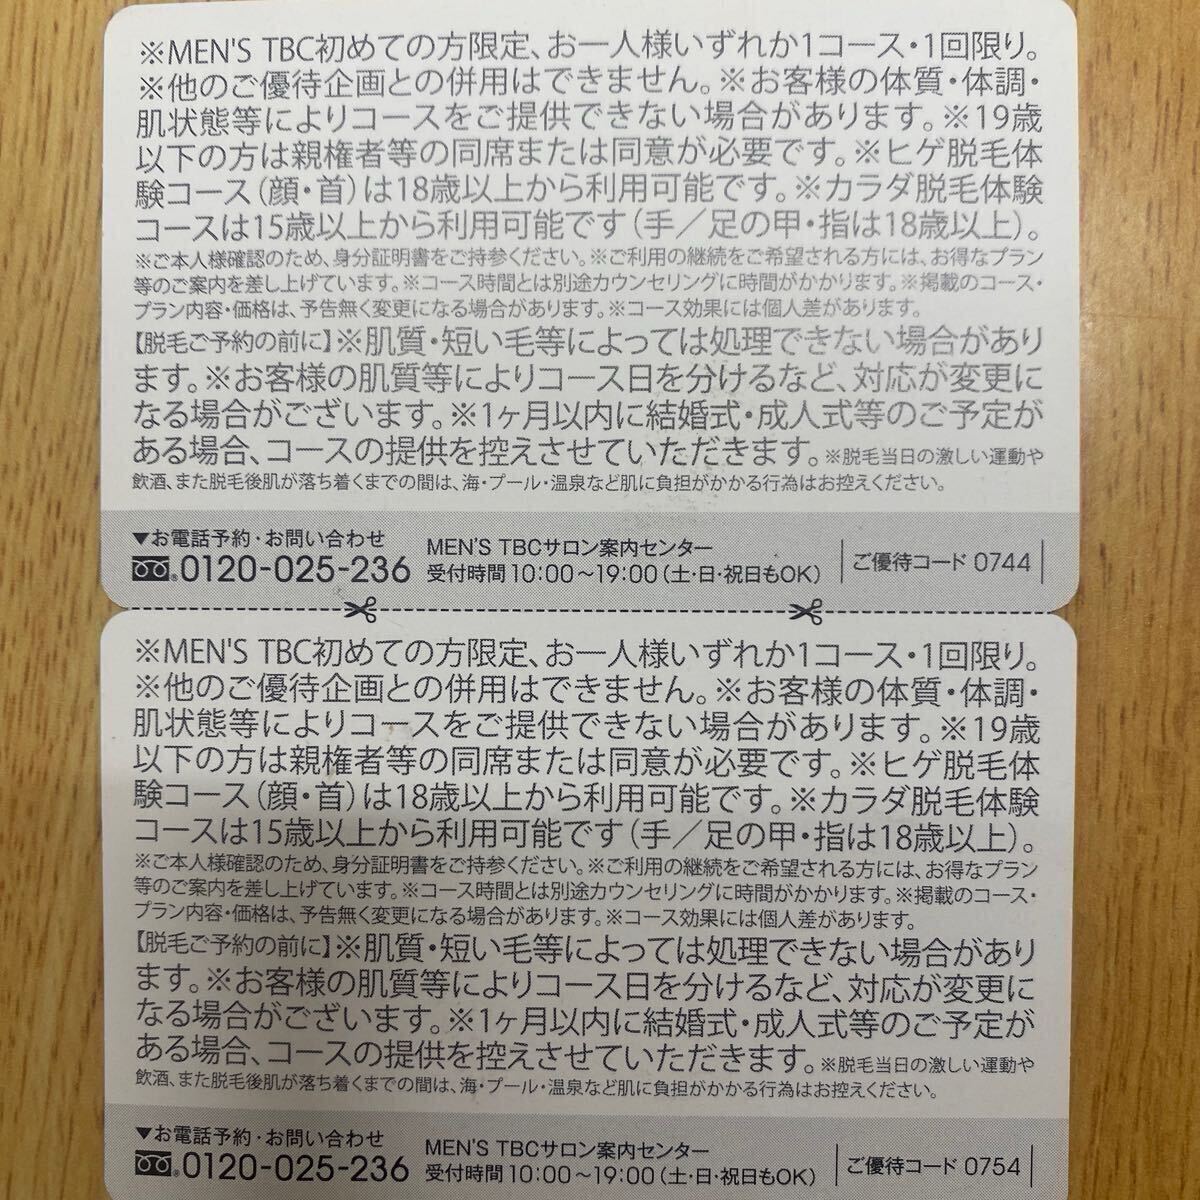 ※MEN'S TBC初めての方限定、お一人様いずれか1コース・1回限り。
※他のご優待企画との併用はできません。※お客様の体質・体調・
肌状態等によりコースをご提供できない場合があります。※19歳
以下の方は親権者等の同席または同意が必要です。※ヒゲ脱毛体
験コース(顔・首)は18歳以上から利用可能です。※カラダ脱毛体験
コースは15歳以上から利用可能です(手／足の甲・指は18歳以上)。
※ご本人様確認のため、身分証明書をご持参ください。※ご利用の継続をご希望される方には、お得なプラン
等のご案内を差し上げています。※コース時間とは別途カウンセリングに時間がかかります。※掲載のコース・
プラン内容・価格は、予告無く変更になる場合があります。※コース効果には個人差があります。
【脱毛ご予約の前に】※肌質・短い毛等によっては処理できない場合があり
ます。※お客様の肌質等によりコース日を分けるなど、対応が変更に
なる場合がございます。※1ヶ月以内に結婚式・成人式等のご予定が
ある場合、コースの提供を控えさせていただきます。※脱毛当日の激しい運動や
飲酒、また脱毛後肌が落ち着くまでの間は、海・プール・温泉など肌に負担がかかる行為はお控えください。
▼お電話予約・お問い合わせ
0120-025-236
MEN'S TBCサロン案内センター
受付時間 10:00〜19:00(土・日・祝日もOK)
ご優待コード 0744
※MEN'S TBC初めての方限定、お一人様いずれか1コース・1回限り。
※他のご優待企画との併用はできません。※お客様の体質・体調・
肌状態等によりコースをご提供できない場合があります。※19歳
以下の方は親権者等の同席または同意が必要です。※ヒゲ脱毛体
験コース(顔・首)は18歳以上から利用可能です。※カラダ脱毛体験
コースは15歳以上から利用可能です(手／足の甲・指は18歳以上)。
※ご本人様確認のため、身分証明書をご持参ください。※ご利用の継続をご希望される方には、お得なプラン
等のご案内を差し上げています。※コース時間とは別途カウンセリングに時間がかかります。※掲載のコース・
プラン内容・価格は、予告無く変更になる場合があります。※コース効果には個人差があります。
【脱毛ご予約の前に】※肌質・短い毛等によっては処理できない場合があり
ます。※お客様の肌質等によりコース日を分けるなど、対応が変更に
なる場合がございます。※1ヶ月以内に結婚式・成人式等のご予定が
ある場合、コースの提供を控えさせていただきます。※脱毛当日の激しい運動や
飲酒、また脱毛後肌が落ち着くまでの間は、海・プール・温泉など肌に負担がかかる行為はお控えください。
▼お電話予約・お問い合わせ
0120-025-236
MEN'S TBCサロン案内センター
受付時間 10:00〜19:00(土・日・祝日もOK)
ご優待コード 0754